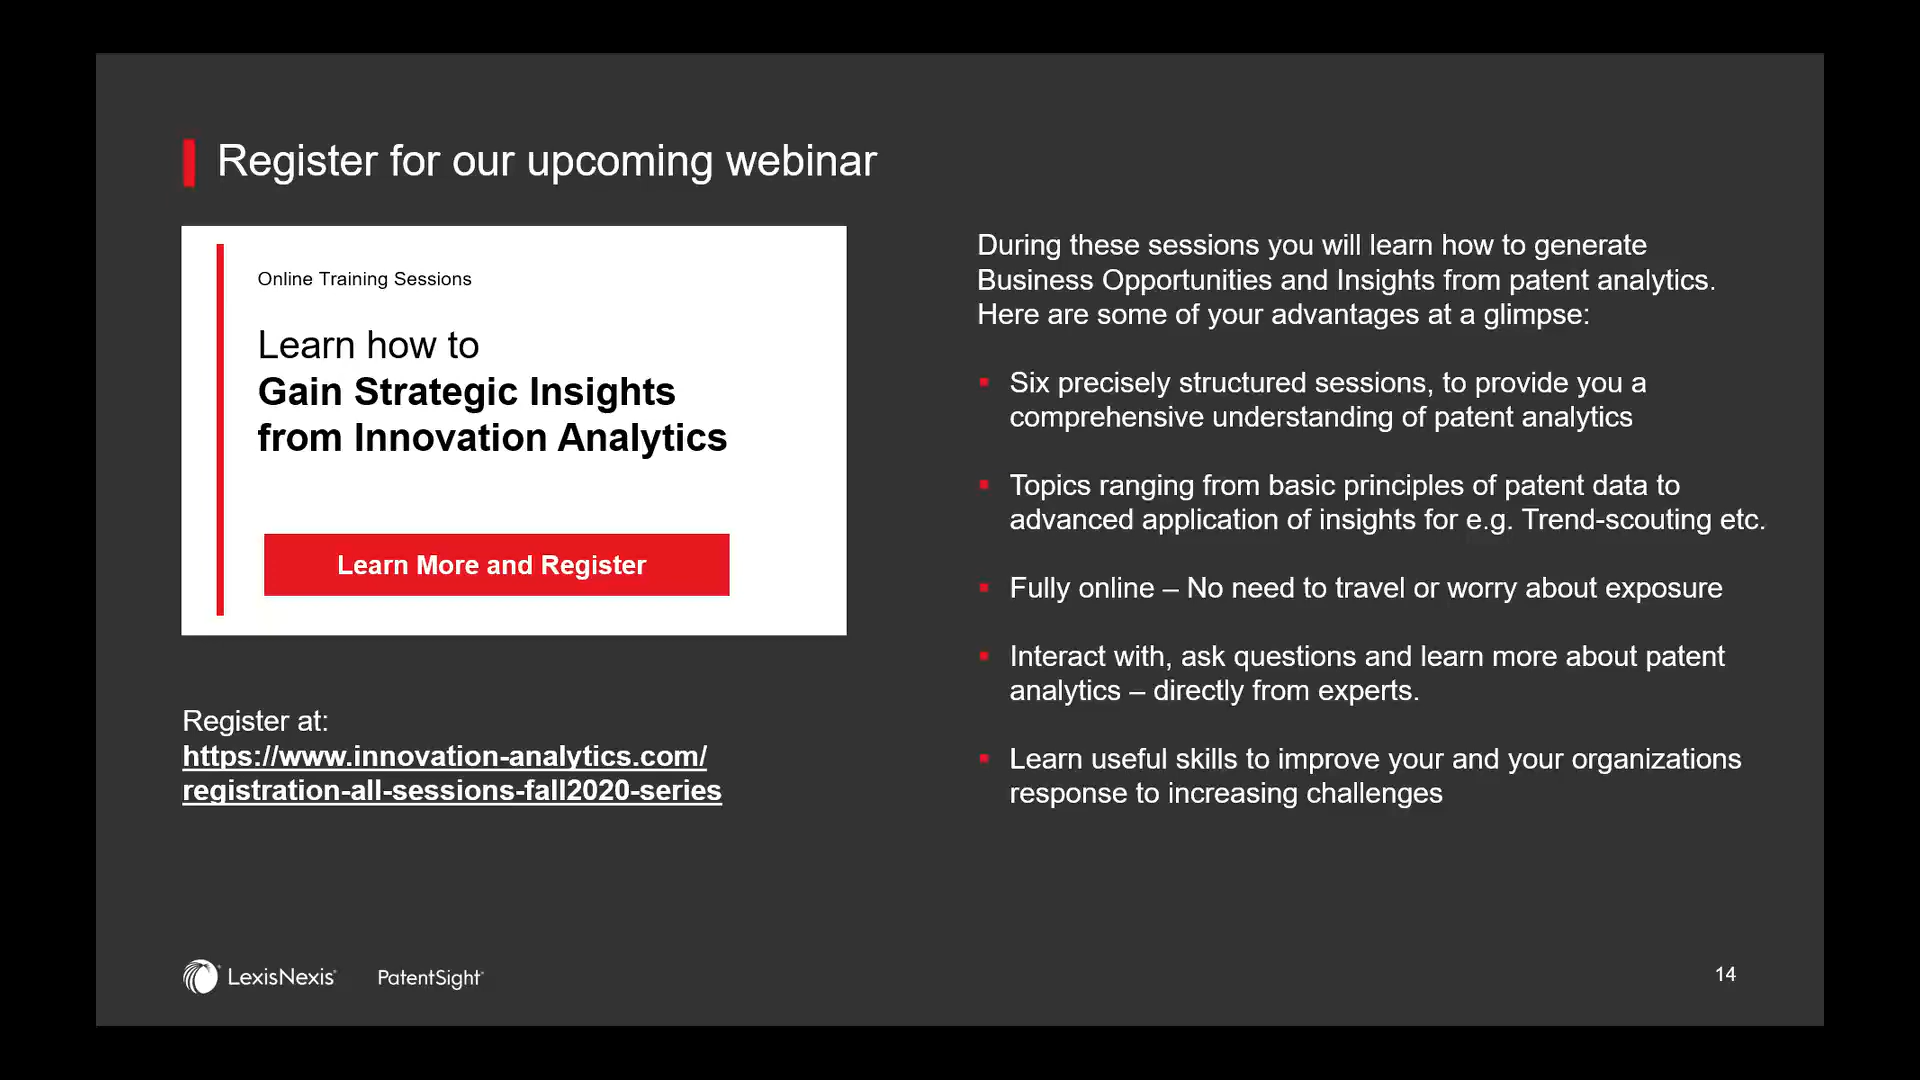 Register for our upcoming webinar
Online Training Sessions
Learn how to
Gain Strategic Insights
from Innovation Analytics
Learn More and Register
Register at:
https://www.innovation-analytics.com/
registration-all-sessions-fall2020-series
During these sessions you will learn how to generate
Business Opportunities and Insights from patent analytics.
Here are some of your advantages at a glimpse:
Six precisely structured sessions, to provide you a
comprehensive understanding of patent analytics
Topics ranging from basic principles of patent data to
advanced application of insights for e.g. Trend-scouting etc.
Fully online – No need to travel or worry about exposure
Interact with, ask questions and learn more about patent
analytics – directly from experts.
Learn useful skills to improve your and your organizations
response to increasing challenges
LexisNexis PatentSight
14